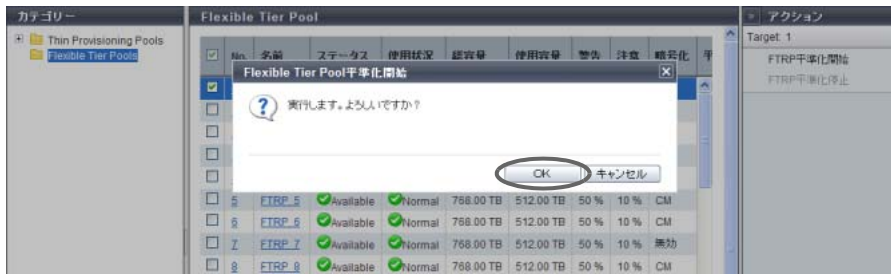 カテゴリー
Flexible Tier Pool
アクション
Thin Provisioning Pools
Flexible Tier Pools
No. 名前 ステータス 使用状況 総容量 使用容量 警告 注意 暗号化 平
Target: 1
FTRP平準化開始
FTRP平準化停止
Flexible Tier Pool平準化開始
実行します。よろしいですか?
OK キャンセル
5 FTRP_5 Available Normal 768.00 TB 512.00 TB 50 % 10 % CM
6 FTRP_6 Available Normal 768.00 TB 512.00 TB 50 % 10 % CM
7 FTRP_7 Available Normal 768.00 TB 512.00 TB 50 % 10 % 無効
8 FTRP_8 Available Normal 768.00 TB 512.00 TB 50 % 10 % CM